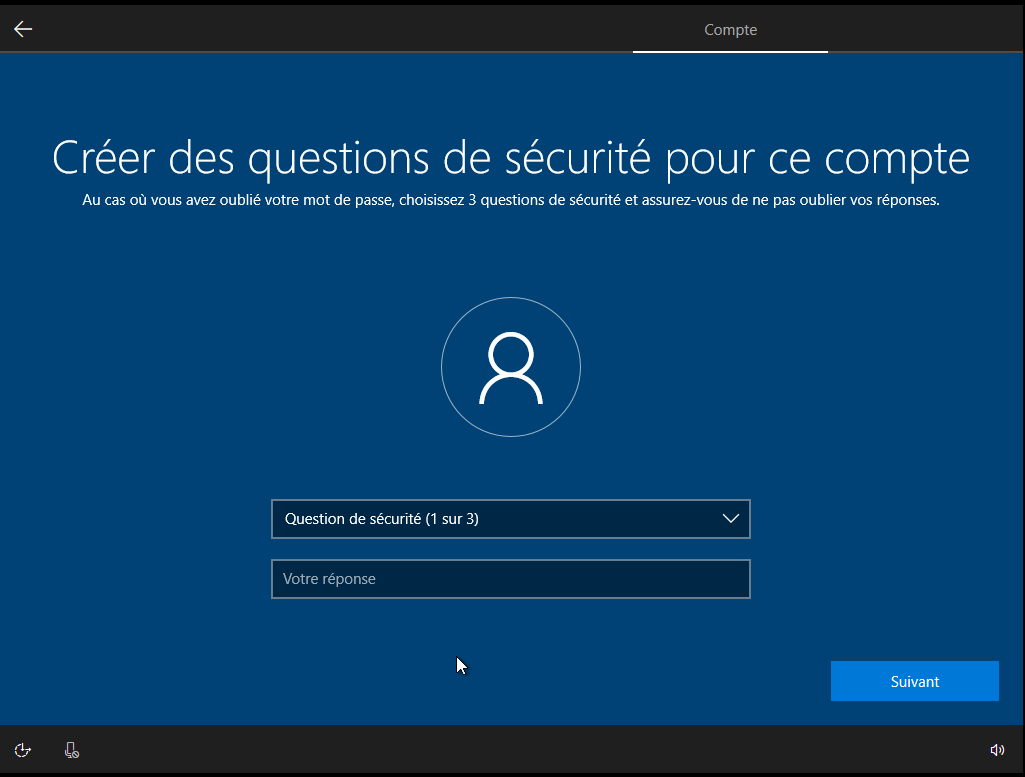 Compte
Créer des questions de sécurité pour ce compte
Au cas où vous avez oublié votre mot de passe, choisissez 3 questions de sécurité et assurez-vous de ne pas oublier vos réponses.
Question de sécurité (1 sur 3)
Votre réponse
Suivant